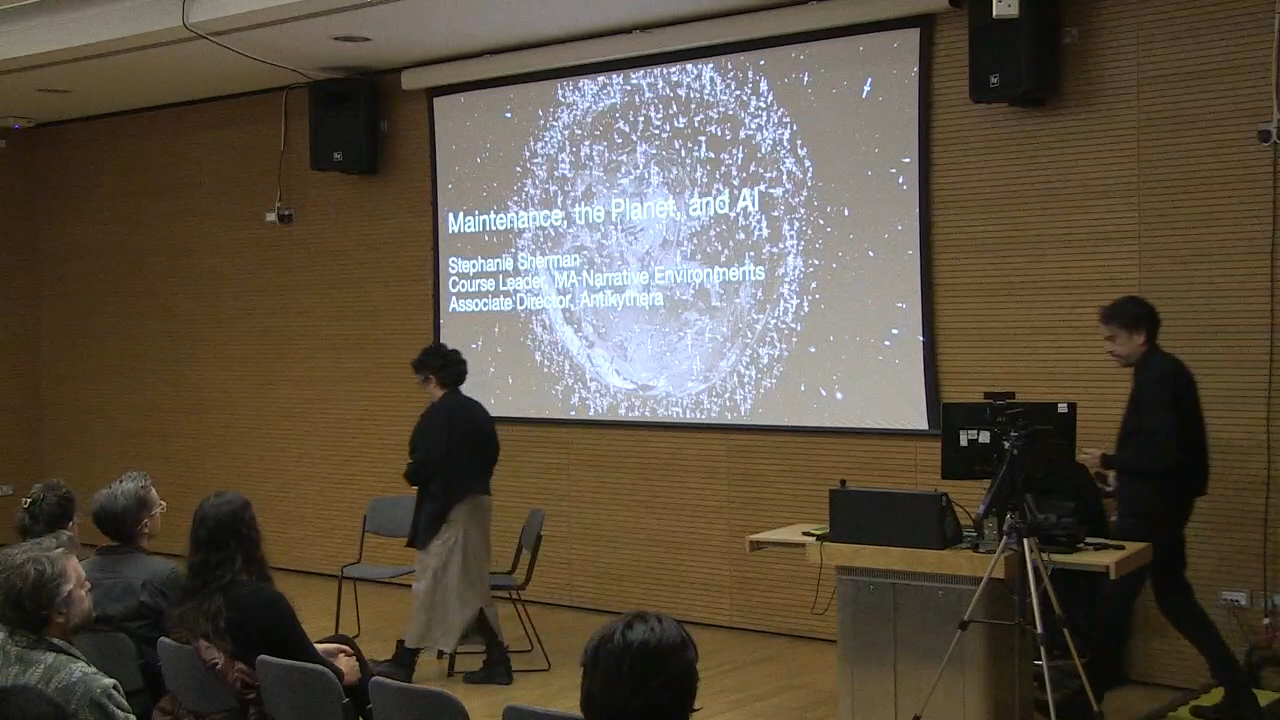 Maintenance, the Planet, and AI
Stephanie Sherman
Course Leader, MA Narrative Environments
Associate Director, Antikythera